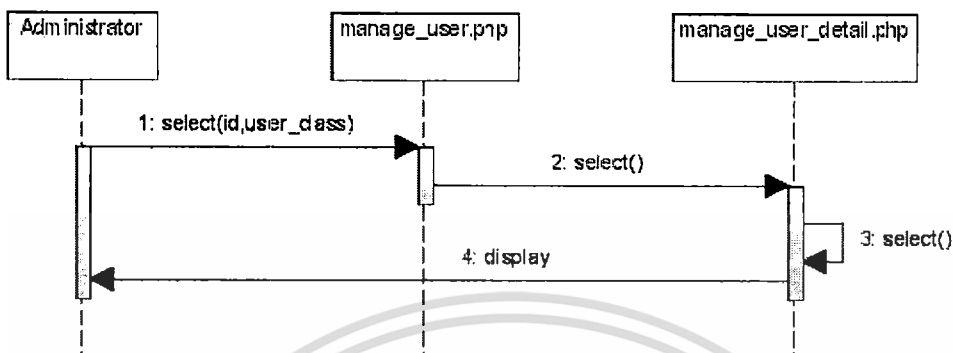 Administrator
manage_user.php
manage_user_detail.php
1: select(id,user_class)
2: select()
3: select()
4: display